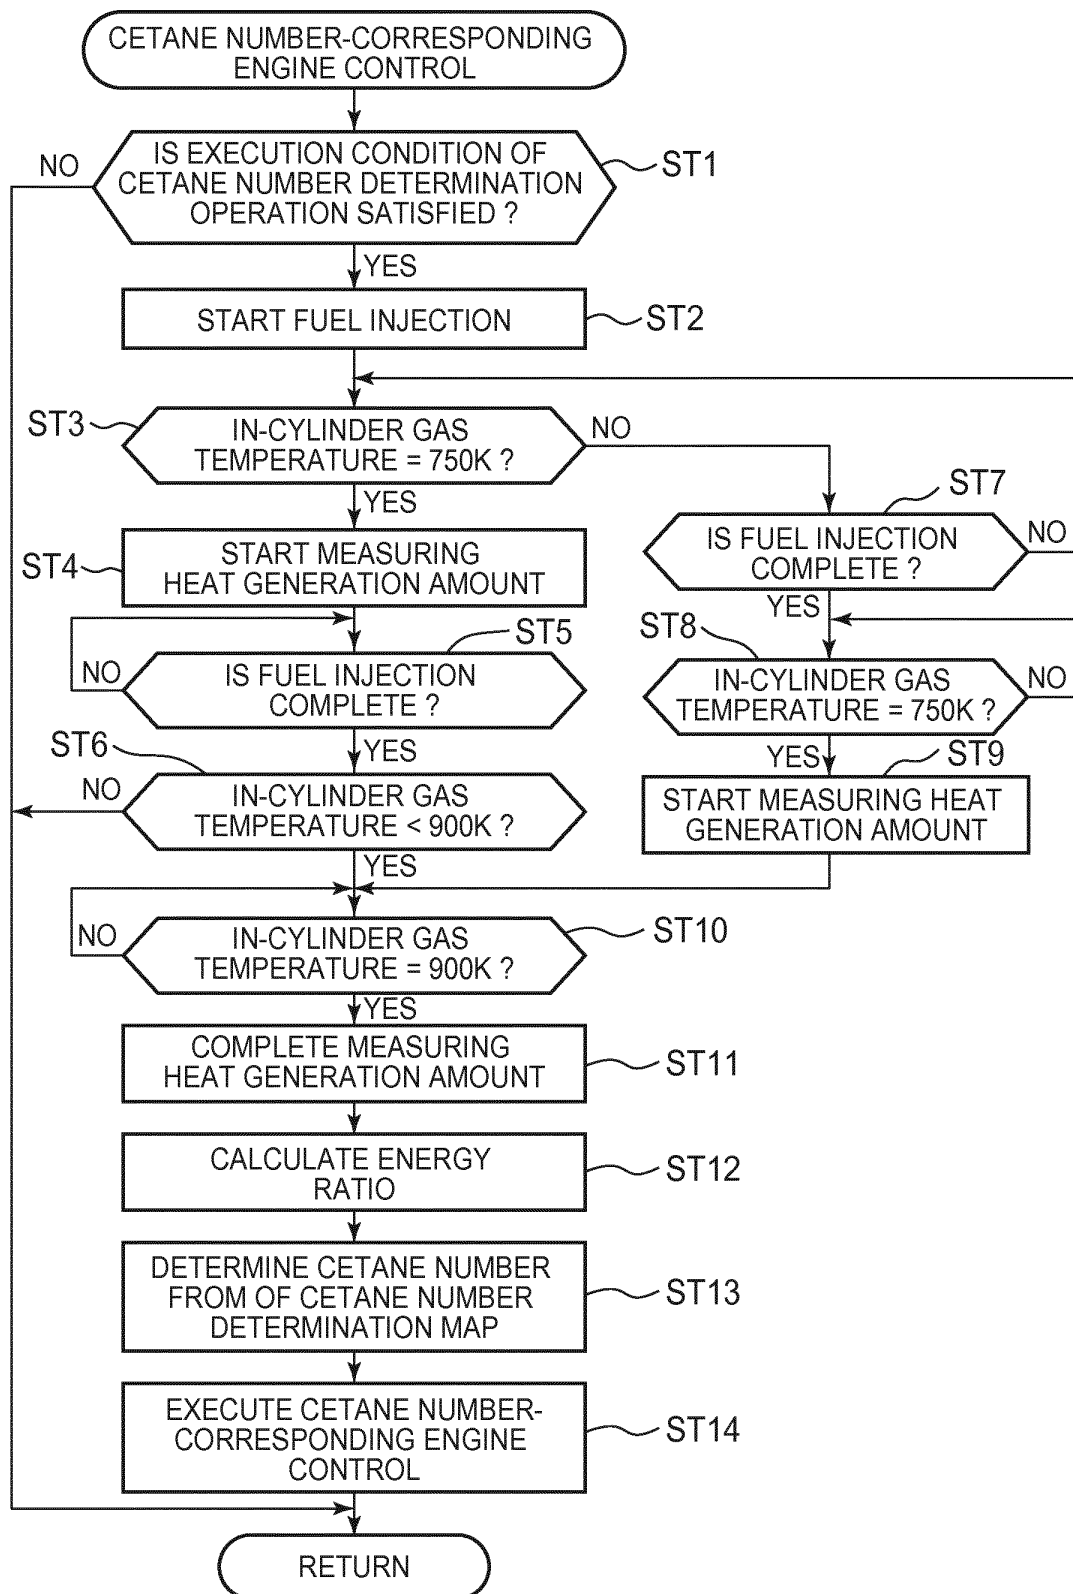 CETANE NUMBER-CORRESPONDING
ENGINE CONTROL
NO
IS EXECUTION CONDITION OF
CETANE NUMBER DETERMINATION
OPERATION SATISFIED ?
ST1
YES
START FUEL INJECTION
ST2
ST3
IN-CYLINDER GAS
TEMPERATURE = 750K ?
NO
YES
ST4
START MEASURING
HEAT GENERATION AMOUNT
ST7
IS FUEL INJECTION
COMPLETE ?
NO
YES
ST5
NO
IS FUEL INJECTION
COMPLETE ?
YES
ST8
IN-CYLINDER GAS
TEMPERATURE = 750K ?
NO
YES
ST6
NO
IN-CYLINDER GAS
TEMPERATURE < 900K ?
YES
ST9
START MEASURING HEAT
GENERATION AMOUNT
NO
IN-CYLINDER GAS
TEMPERATURE = 900K ?
ST10
YES
COMPLETE MEASURING
HEAT GENERATION AMOUNT
ST11
CALCULATE ENERGY
RATIO
ST12
DETERMINE CETANE NUMBER
FROM OF CETANE NUMBER
DETERMINATION MAP
ST13
EXECUTE CETANE NUMBER-
CORRESPONDING ENGINE
CONTROL
ST14
RETURN